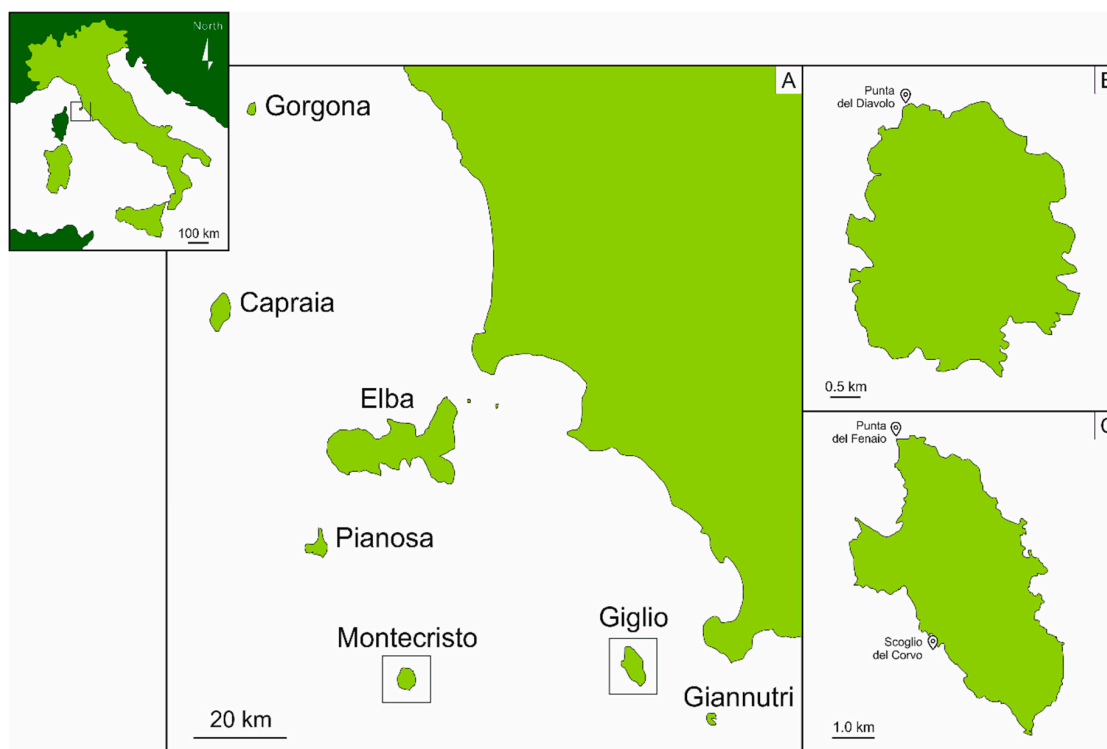 North
100 km
A
Gorgona
Capraia
Elba
Pianosa
Montecristo
Giglio
Giannutri
20 km
B
Punta
del Diavolo
0.5 km
C
Punta
del Fenaio
Scoglio
del Corvo
1.0 km